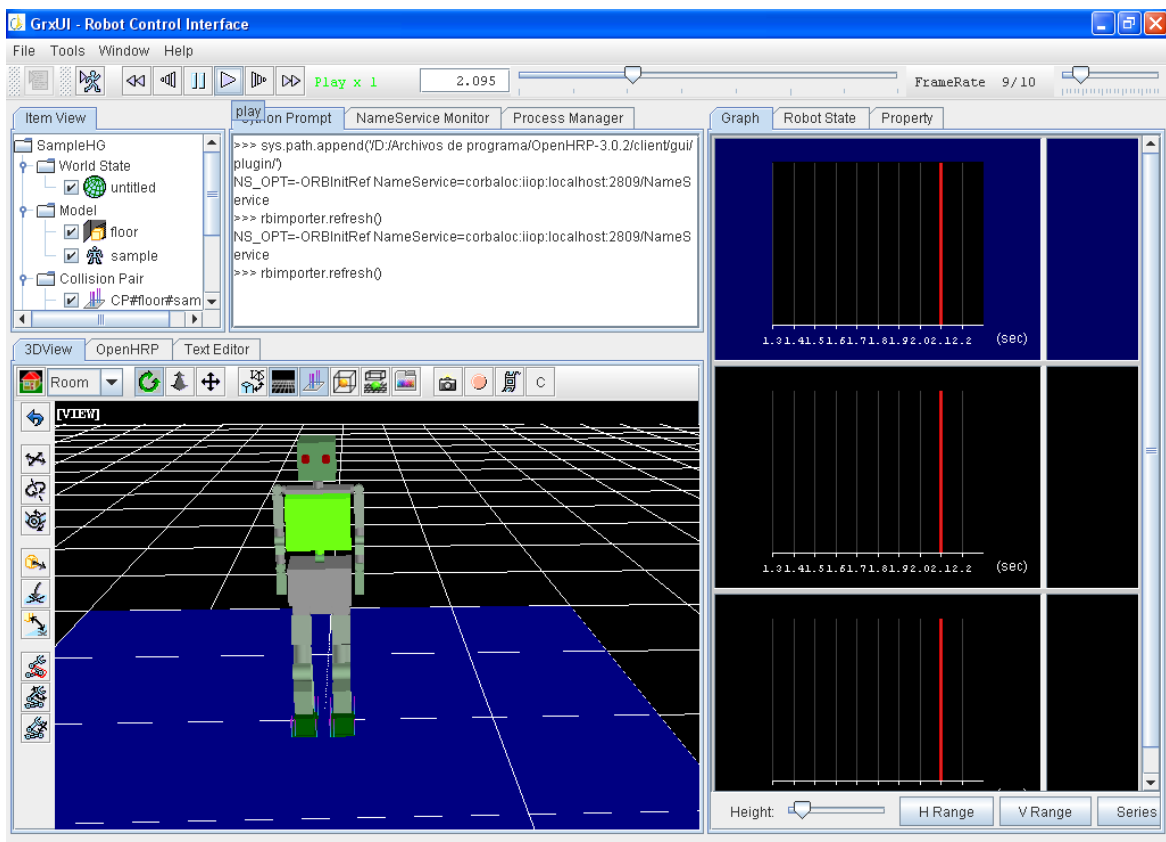 GrxUI - Robot Control Interface
File Tools Window Help
Play x 1 2.095 FrameRate 9/10
play
Item View
SampleHG
World State
untitled
Model
floor
sample
Collision Pair
CP#floor#sam
Prompt NameService Monitor Process Manager
>>> sys.path.append('/D:/Archivos de programa/OpenHRP-3.0.2/client/gui/
plugin/')
NS_OPT=-ORBInitRef NameService=corbaloc:iiop:localhost:2809/NameS
ervice
>>> rbimporter.refresh()
NS_OPT=-ORBInitRef NameService=corbaloc:iiop:localhost:2809/NameS
ervice
>>> rbimporter.refresh()
3DView OpenHRP Text Editor
Room C
[VIEW]
Graph Robot State Property
1.31.41.51.61.71.81.92.02.12.2 (sec)
1.31.41.51.61.71.81.92.02.12.2 (sec)
Height: H Range V Range Series